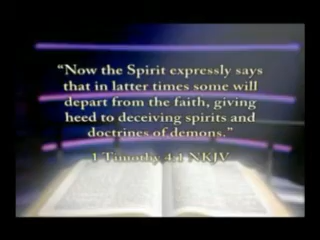 “Now the Spirit expressly says
that in latter times some will
depart from the faith, giving
heed to deceiving spirits and
doctrines of demons.”
1 Timothy 4:1 NKJV